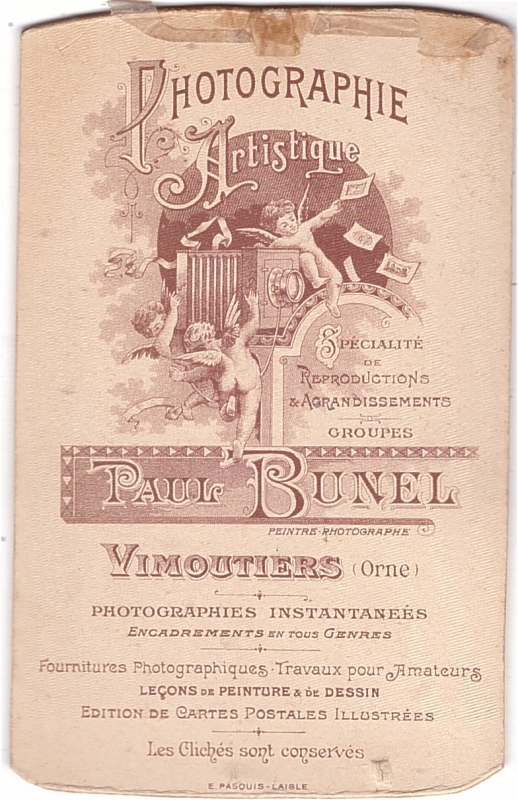 PHOTOGRAPHIE
Artistique
SPÉCIALITÉ
DE
REPRODUCTIONS
& AGRANDISSEMENTS
GROUPES
PAUL BUNEL
PEINTRE-PHOTOGRAPHE
VIMOUTIERS (Orne)
PHOTOGRAPHIES INSTANTANEÉS
ENCADREMENTS EN TOUS GENRES
Fournitures Photographiques-Travaux pour Amateurs
LEÇONS DE PEINTURE & DE DESSIN
EDITION DE CARTES POSTALES ILLUSTRÉES
Les Clichés sont conservés
E. PASQUIS-LAISLE